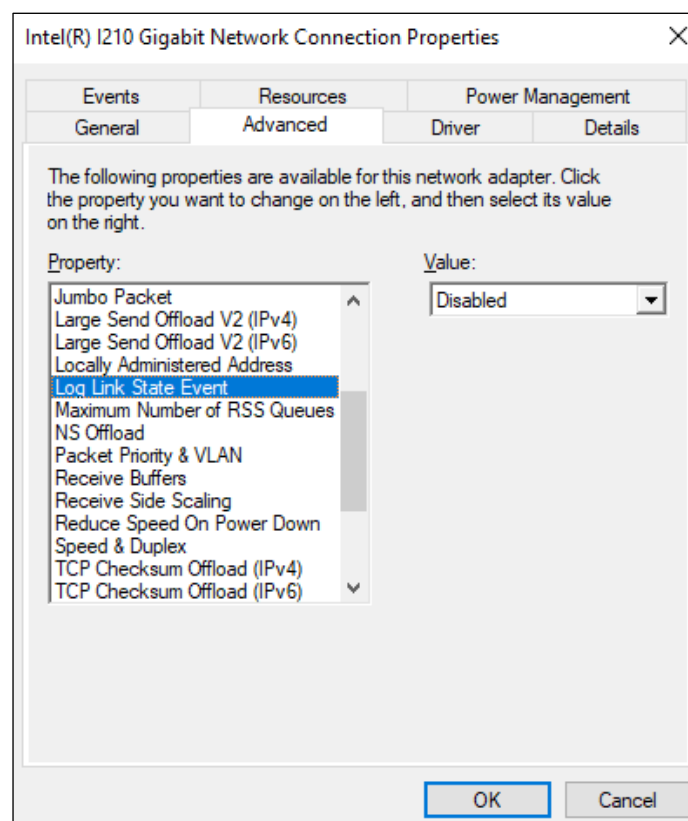 Intel(R) I210 Gigabit Network Connection Properties
Events Resources Power Management
General Advanced Driver Details
The following properties are available for this network adapter. Click
the property you want to change on the left, and then select its value
on the right.
Property: Value:
Jumbo Packet
Disabled
Large Send Offload V2 (IPv4)
Large Send Offload V2 (IPv6)
Locally Administered Address
Log Link State Event
Maximum Number of RSS Queues
NS Offload
Packet Priority & VLAN
Receive Buffers
Receive Side Scaling
Reduce Speed On Power Down
Speed & Duplex
TCP Checksum Offload (IPv4)
TCP Checksum Offload (IPv6)
OK Cancel